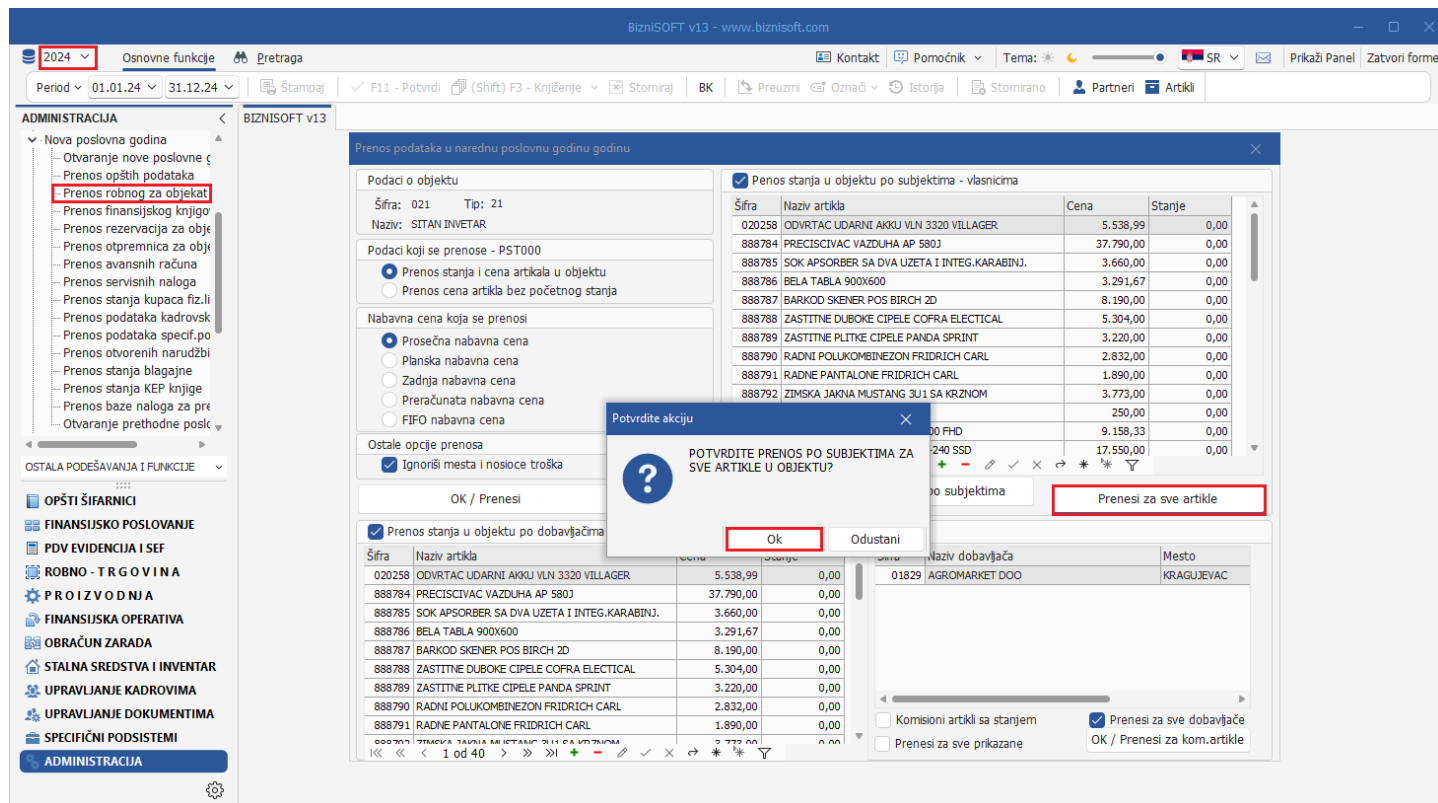 BizniSOFT v13 - www.biznisoft.com
2024 Osnovne funkcije Pretraga Kontakt Pomoćnik Tema: SR Prikaži Panel Zatvori forme
Period 01.01.24 31.12.24 Štampaj F11 - Potvrdi (Shift) F3 - Knjiženje Storniraj BK Preuzmi Označi Istorija Stornirano Partneri Artikli
ADMINISTRACIJA
BIZNISOFT v13
Nova poslovna godina
Otvaranje nove poslovne g
Prenos opštih podataka
Prenos robnog za objekat
Prenos finansijskog knjigo
Prenos rezervacija za obje
Prenos otpremnica za obje
Prenos avansnih računa
Prenos servisnih naloga
Prenos stanja kupaca fiz.li
Prenos podataka kadrovsk
Prenos podataka specif.po
Prenos otvorenih narudžbi
Prenos stanja blagajne
Prenos stanja KEP knjige
Prenos baze naloga za pre
Otvaranje prethodne poslo
OSTALA PODEŠAVANJA I FUNKCIJE
OPŠTI ŠIFARNICI
FINANSIJSKO POSLOVANJE
PDV EVIDENCIJA I SEF
ROBNO - T R G O V I N A
P R O I Z V O D NJ A
FINANSIJSKA OPERATIVA
OBRAČUN ZARADA
STALNA SREDSTVA I INVENTAR
UPRAVLJANJE KADROVIMA
UPRAVLJANJE DOKUMENTIMA
SPECIFIČNI PODSISTEMI
ADMINISTRACIJA
Prenos podataka u narednu poslovnu godinu godinu
Podaci o objektu
Šifra: 021 Tip: 21
Naziv: SITAN INVETAR
Podaci koji se prenose - PST000
Prenos stanja i cena artikala u objektu
Prenos cena artikla bez početnog stanja
Nabavna cena koja se prenosi
Prosečna nabavna cena
Planska nabavna cena
Zadnja nabavna cena
Preračunata nabavna cena
FIFO nabavna cena
Ostale opcije prenosa
Ignoriši mesta i nosioce troška
OK / Prenesi
Penos stanja u objektu po subjektima - vlasnicima
Šifra Naziv artikla Cena Stanje
020258 ODVRTAC UDARNI AKKU VLN 3320 VILLAGER 5.538,99 0,00
888784 PRECISCIVAC VAZDUHA AP 580J 37.790,00 0,00
888785 SOK APSORBER SA DVA UZETA I INTEG.KARABINJ. 3.660,00 0,00
888786 BELA TABLA 900X600 3.291,67 0,00
888787 BARKOD SKENER POS BIRCH 2D 8.190,00 0,00
888788 ZASTITNE DUBOKE CIPELE COFRA ELECTICAL 5.304,00 0,00
888789 ZASTITNE PLITKE CIPELE PANDA SPRINT 3.220,00 0,00
888790 RADNI POLUKOMBINEZON FRIDRICH CARL 2.832,00 0,00
888791 RADNE PANTALONE FRIDRICH CARL 1.890,00 0,00
888792 ZIMSKA JAKNA MUSTANG 3U1 SA KRZNOM 3.773,00 0,00
250,00 0,00
00 FHD 9.158,33 0,00
-240 SSD 17.550,00 0,00
po subjektima
Prenesi za sve artikle
Potvrdite akciju
POTVRDITE PRENOS PO SUBJEKTIMA ZA
SVE ARTIKLE U OBJEKTU?
Ok Odustani
Prenos stanja u objektu po dobavljačima
Šifra Naziv artikla Cena Stanje
020258 ODVRTAC UDARNI AKKU VLN 3320 VILLAGER 5.538,99 0,00
888784 PRECISCIVAC VAZDUHA AP 580J 37.790,00 0,00
888785 SOK APSORBER SA DVA UZETA I INTEG.KARABINJ. 3.660,00 0,00
888786 BELA TABLA 900X600 3.291,67 0,00
888787 BARKOD SKENER POS BIRCH 2D 8.190,00 0,00
888788 ZASTITNE DUBOKE CIPELE COFRA ELECTICAL 5.304,00 0,00
888789 ZASTITNE PLITKE CIPELE PANDA SPRINT 3.220,00 0,00
888790 RADNI POLUKOMBINEZON FRIDRICH CARL 2.832,00 0,00
888791 RADNE PANTALONE FRIDRICH CARL 1.890,00 0,00
888792 ZIMSKA JAKNA MUSTANG 3U1 SA KRZNOM 3.773,00 0,00
1 od 40
Šifra Naziv dobavljača Mesto
01829 AGROMARKET DOO KRAGUJEVAC
Komisioni artikli sa stanjem Prenesi za sve dobavljače
Prenesi za sve prikazane OK / Prenesi za kom.artikle